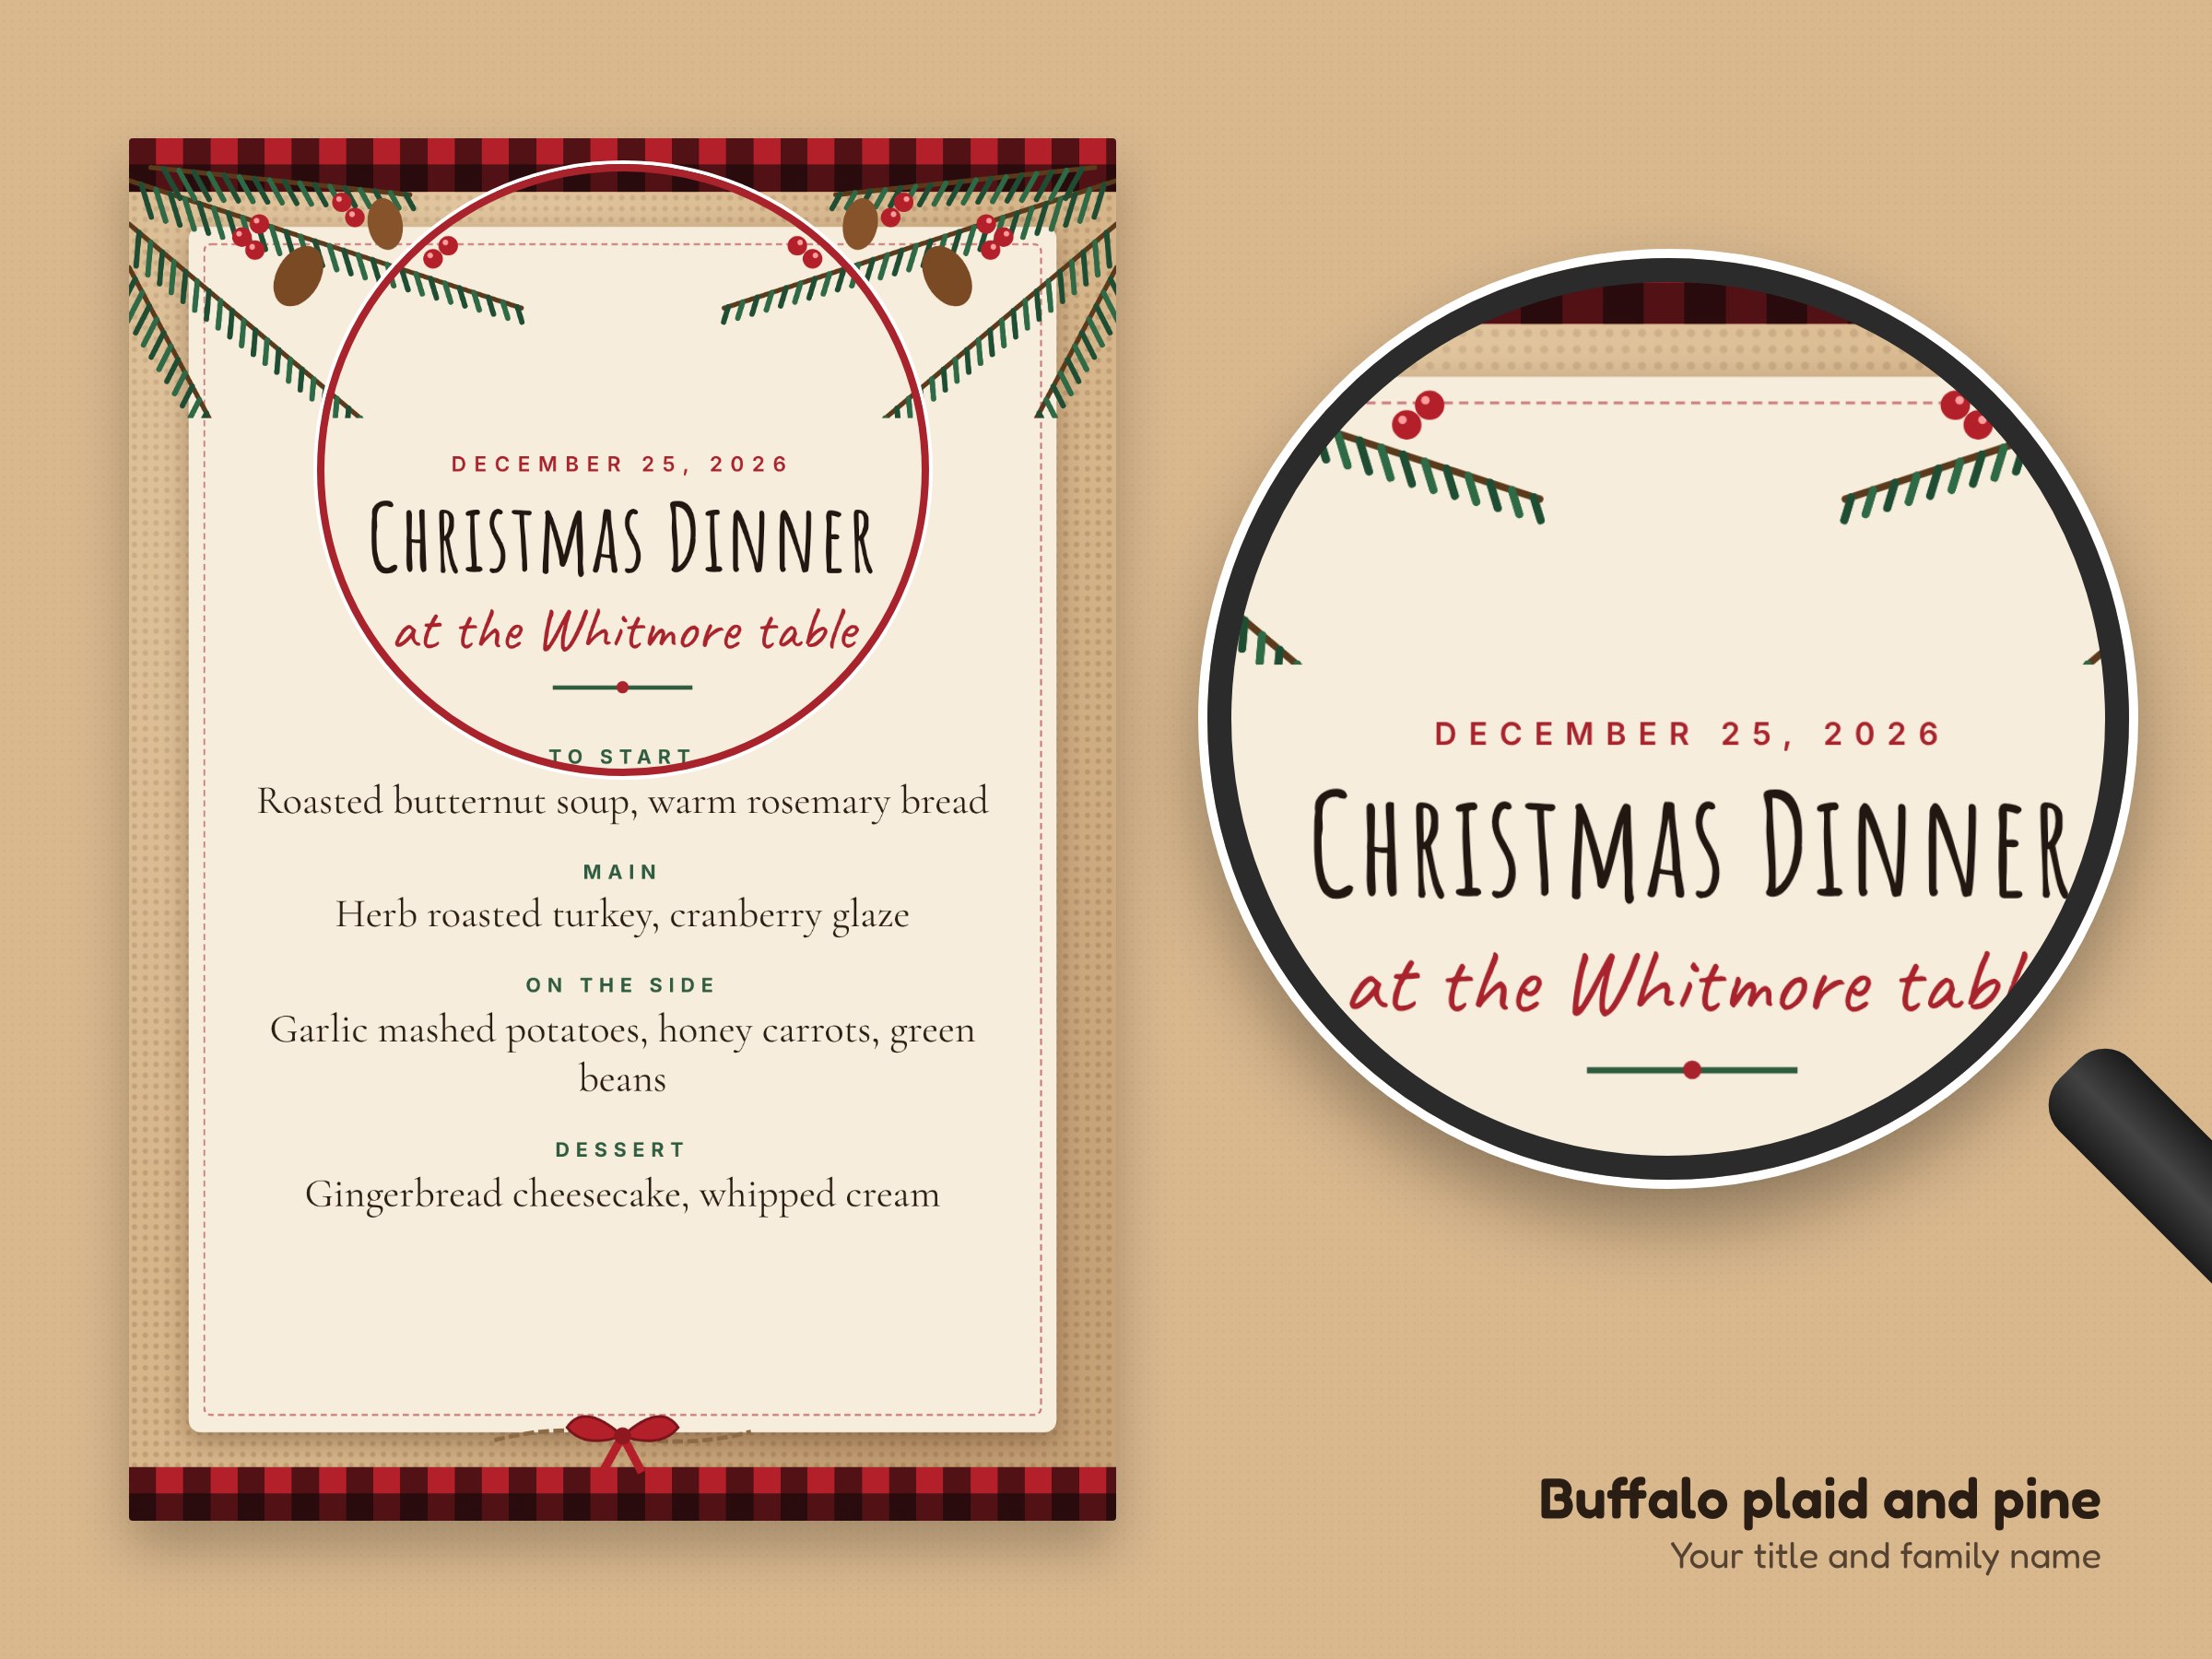 DECEMBER 25, 2026
CHRISTMAS DINNER
at the Whitmore table
TO START
Roasted butternut soup, warm rosemary bread
MAIN
Herb roasted turkey, cranberry glaze
ON THE SIDE
Garlic mashed potatoes, honey carrots, green
beans
DESSERT
Gingerbread cheesecake, whipped cream
DECEMBER 25, 2026
CHRISTMAS DINNER
at the Whitmore tabl
Buffalo plaid and pine
Your title and family name